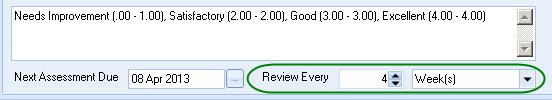 Needs Improvement (.00 - 1.00), Satisfactory (2.00 - 2.00), Good (3.00 - 3.00), Excellent (4.00 - 4.00)
Next Assessment Due 08 Apr 2013 ... Review Every 4 Week(s)